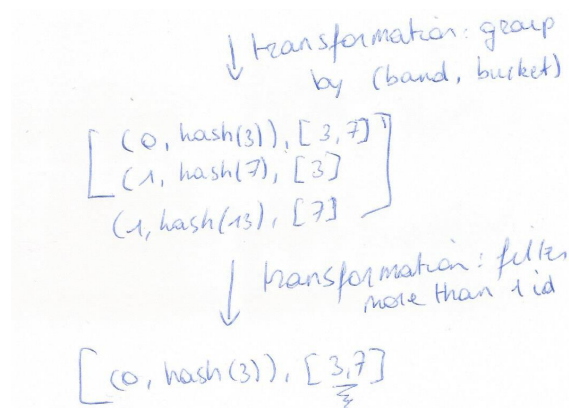 ↓ transformation: group
by (band, bucket)
[ (0, hash(3)), [3,7]
(1, hash(7), [3]
(1, hash(13), [7] ]
↓ transformation: filter
more than 1 id
[ (0, hash(3)), [3,7]